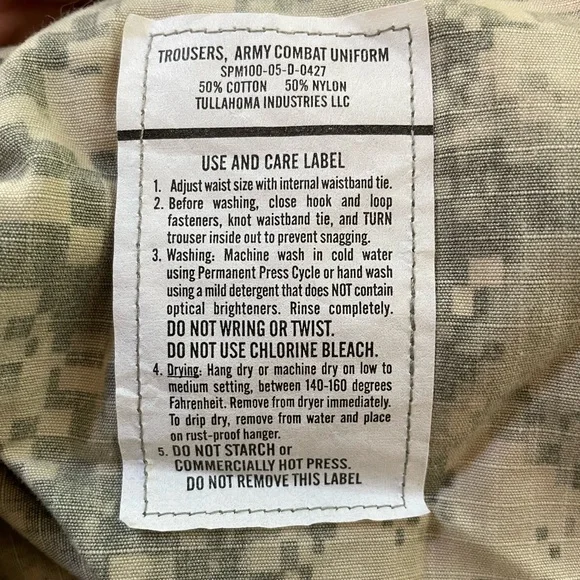 TROUSERS, ARMY COMBAT UNIFORM
SPM100-05-D-0427
50% COTTON 50% NYLON
TULLAHOMA INDUSTRIES LLC
USE AND CARE LABEL
1. Adjust waist size with internal waistband tie.
2. Before washing, close hook and loop
fasteners, knot waistband tie, and TURN
trouser inside out to prevent snagging.
3. Washing: Machine wash in cold water
using Permanent Press Cycle or hand wash
using a mild detergent that does NOT contain
optical brighteners. Rinse completely.
DO NOT WRING OR TWIST.
DO NOT USE CHLORINE BLEACH.
4. Drying: Hang dry or machine dry on low to
medium setting, between 140-160 degrees
Fahrenheit. Remove from dryer immediately.
To drip dry, remove from water and place
on rust-proof hanger.
5. DO NOT STARCH or
COMMERCIALLY HOT PRESS.
DO NOT REMOVE THIS LABEL